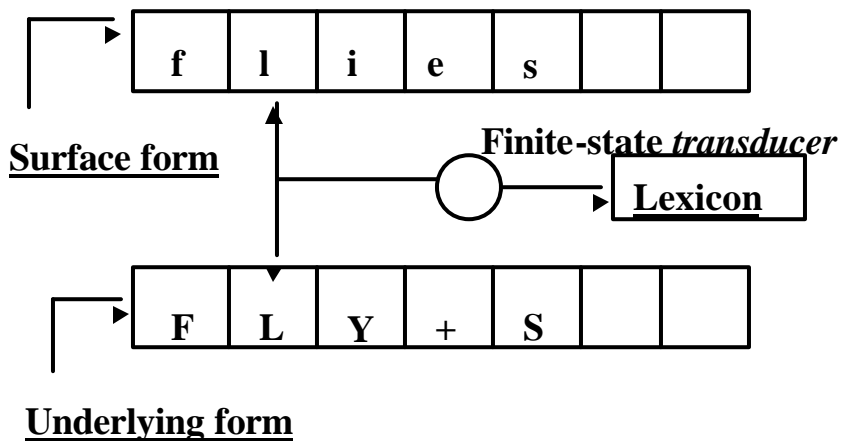 f l i e s
Finite-state transducer
Surface form
Lexicon
F L Y + S
Underlying form